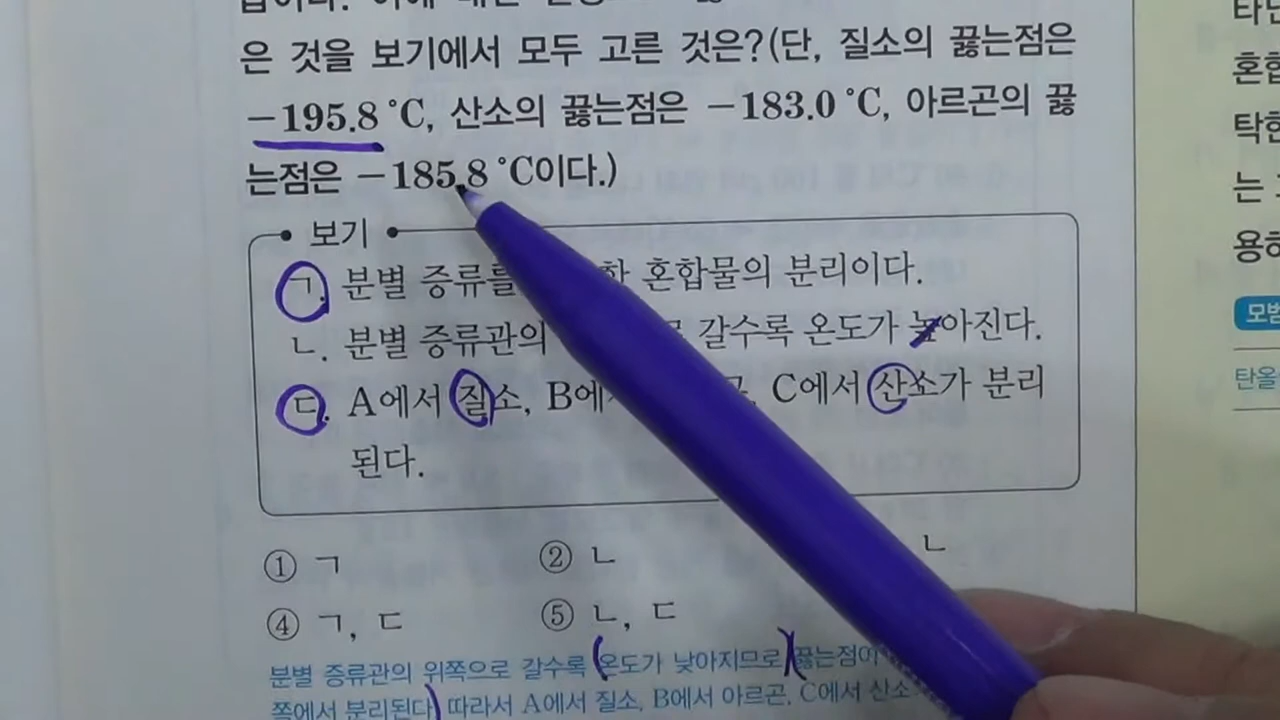 은 것을 보기에서 모두 고른 것은?(단, 질소의 끓는점은
-195.8 °C, 산소의 끓는점은 -183.0 °C, 아르곤의 끓
는점은 -185.8 °C이다.)
보기
ㄱ. 분별 증류를 혼합물의 분리이다.
ㄴ. 분별 증류관의 갈수록 온도가 높아진다.
ㄷ. A에서 질소, C에서 산소가 분리
된다.
① ㄱ ② ㄴ ㄴ
④ ㄱ, ㄷ ⑤ ㄴ, ㄷ
분별 증류관의 위쪽으로 갈수록 온도가 낮아지므로 끓는점이
쪽에서 분리된다 따라서 A에서 질소, B에서 아르곤, C에서 산소
타
혼합
탁한
는
용하
모범
탄올